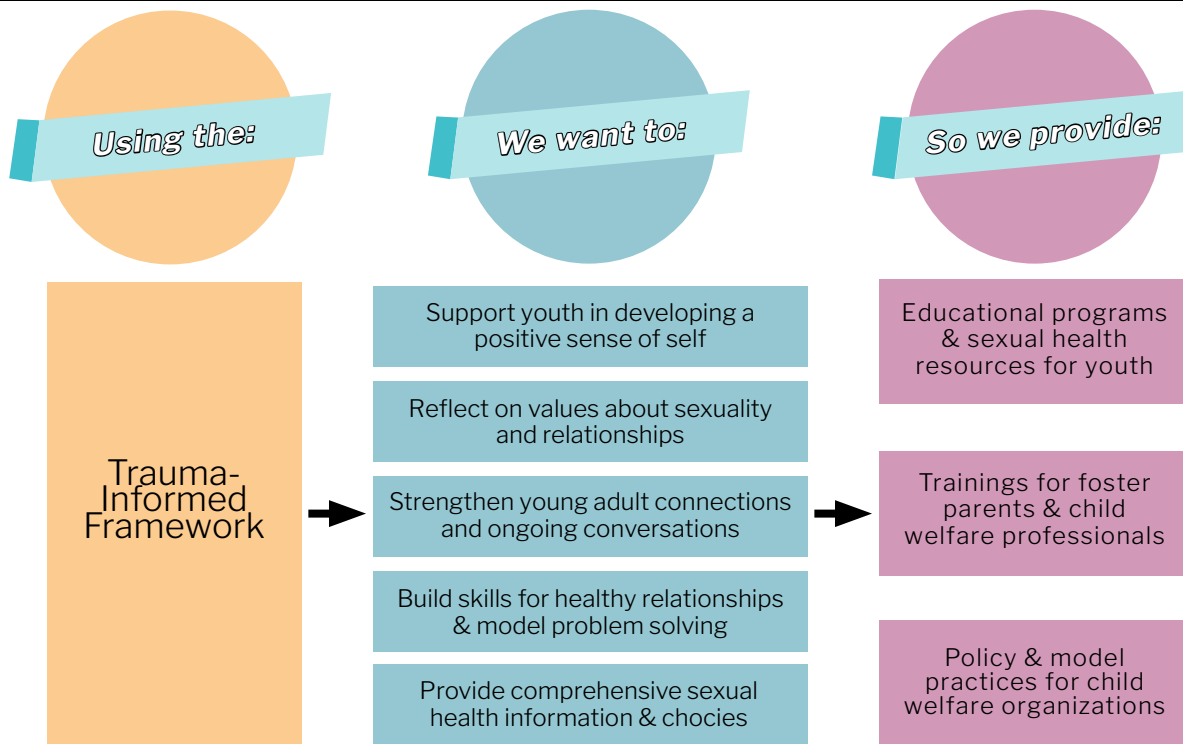 Using the:
We want to:
So we provide:
Trauma-
Informed
Framework
Support youth in developing a
positive sense of self
Reflect on values about sexuality
and relationships
Strengthen young adult connections
and ongoing conversations
Build skills for healthy relationships
& model problem solving
Provide comprehensive sexual
health information & chocies
Educational programs
& sexual health
resources for youth
Trainings for foster
parents & child
welfare professionals
Policy & model
practices for child
welfare organizations